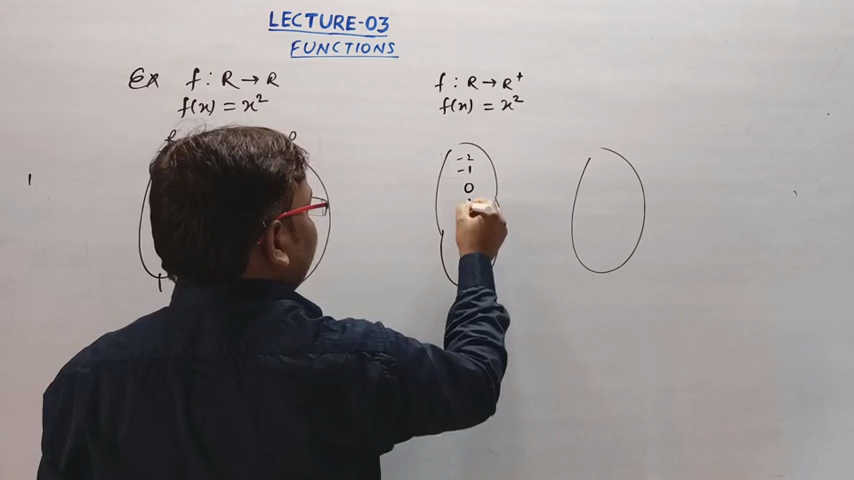 LECTURE-03
FUNCTIONS
Ex f : R → R
f(x) = x²
f : R → R⁺
f(x) = x²
-2
-1
0